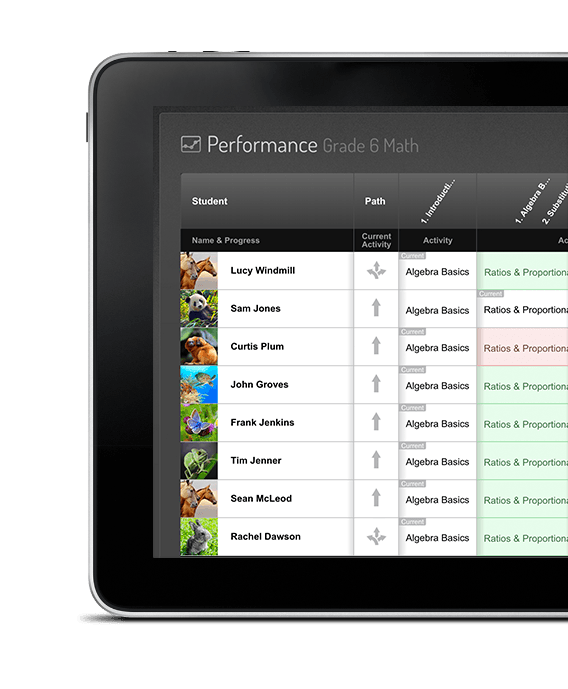 Performance Grade 6 Math
Student
Path
1. Introducti...
1. Algebra B...
Name & Progress
Current
Activity
Activity
Lucy Windmill
Current
Algebra Basics
Ratios & Proportiona
Sam Jones
Algebra Basics
Current
Ratios & Proportiona
Curtis Plum
Current
Algebra Basics
Ratios & Proportiona
John Groves
Current
Algebra Basics
Ratios & Proportiona
Frank Jenkins
Current
Algebra Basics
Ratios & Proportiona
Tim Jenner
Current
Algebra Basics
Ratios & Proportiona
Sean McLeod
Current
Algebra Basics
Ratios & Proportiona
Rachel Dawson
Current
Algebra Basics
Ratios & Proportiona